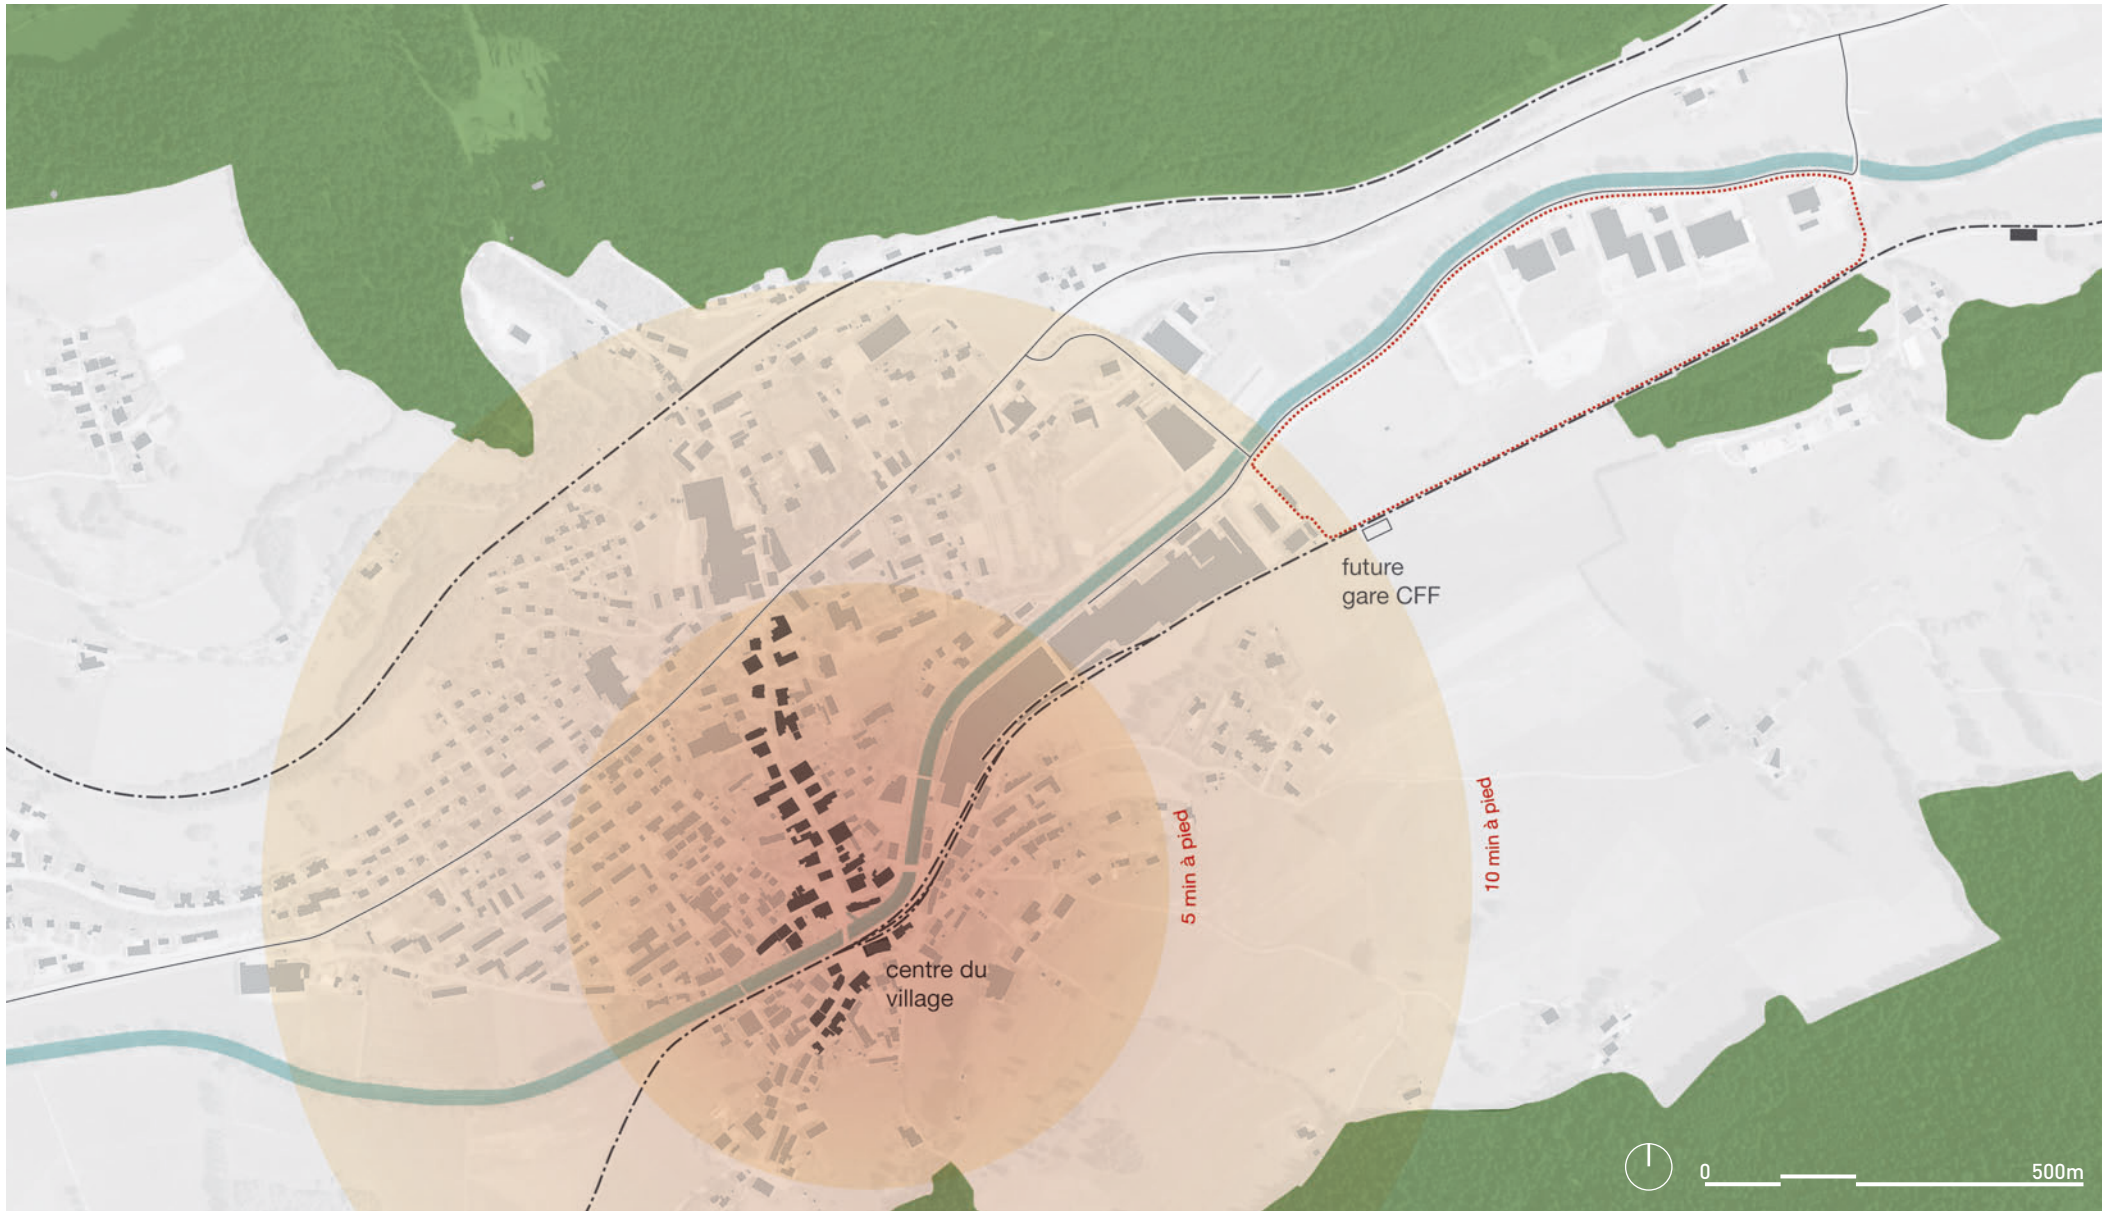 future
gare CFF
10 min à pied
5 min à pied
centre du
village
0 500m